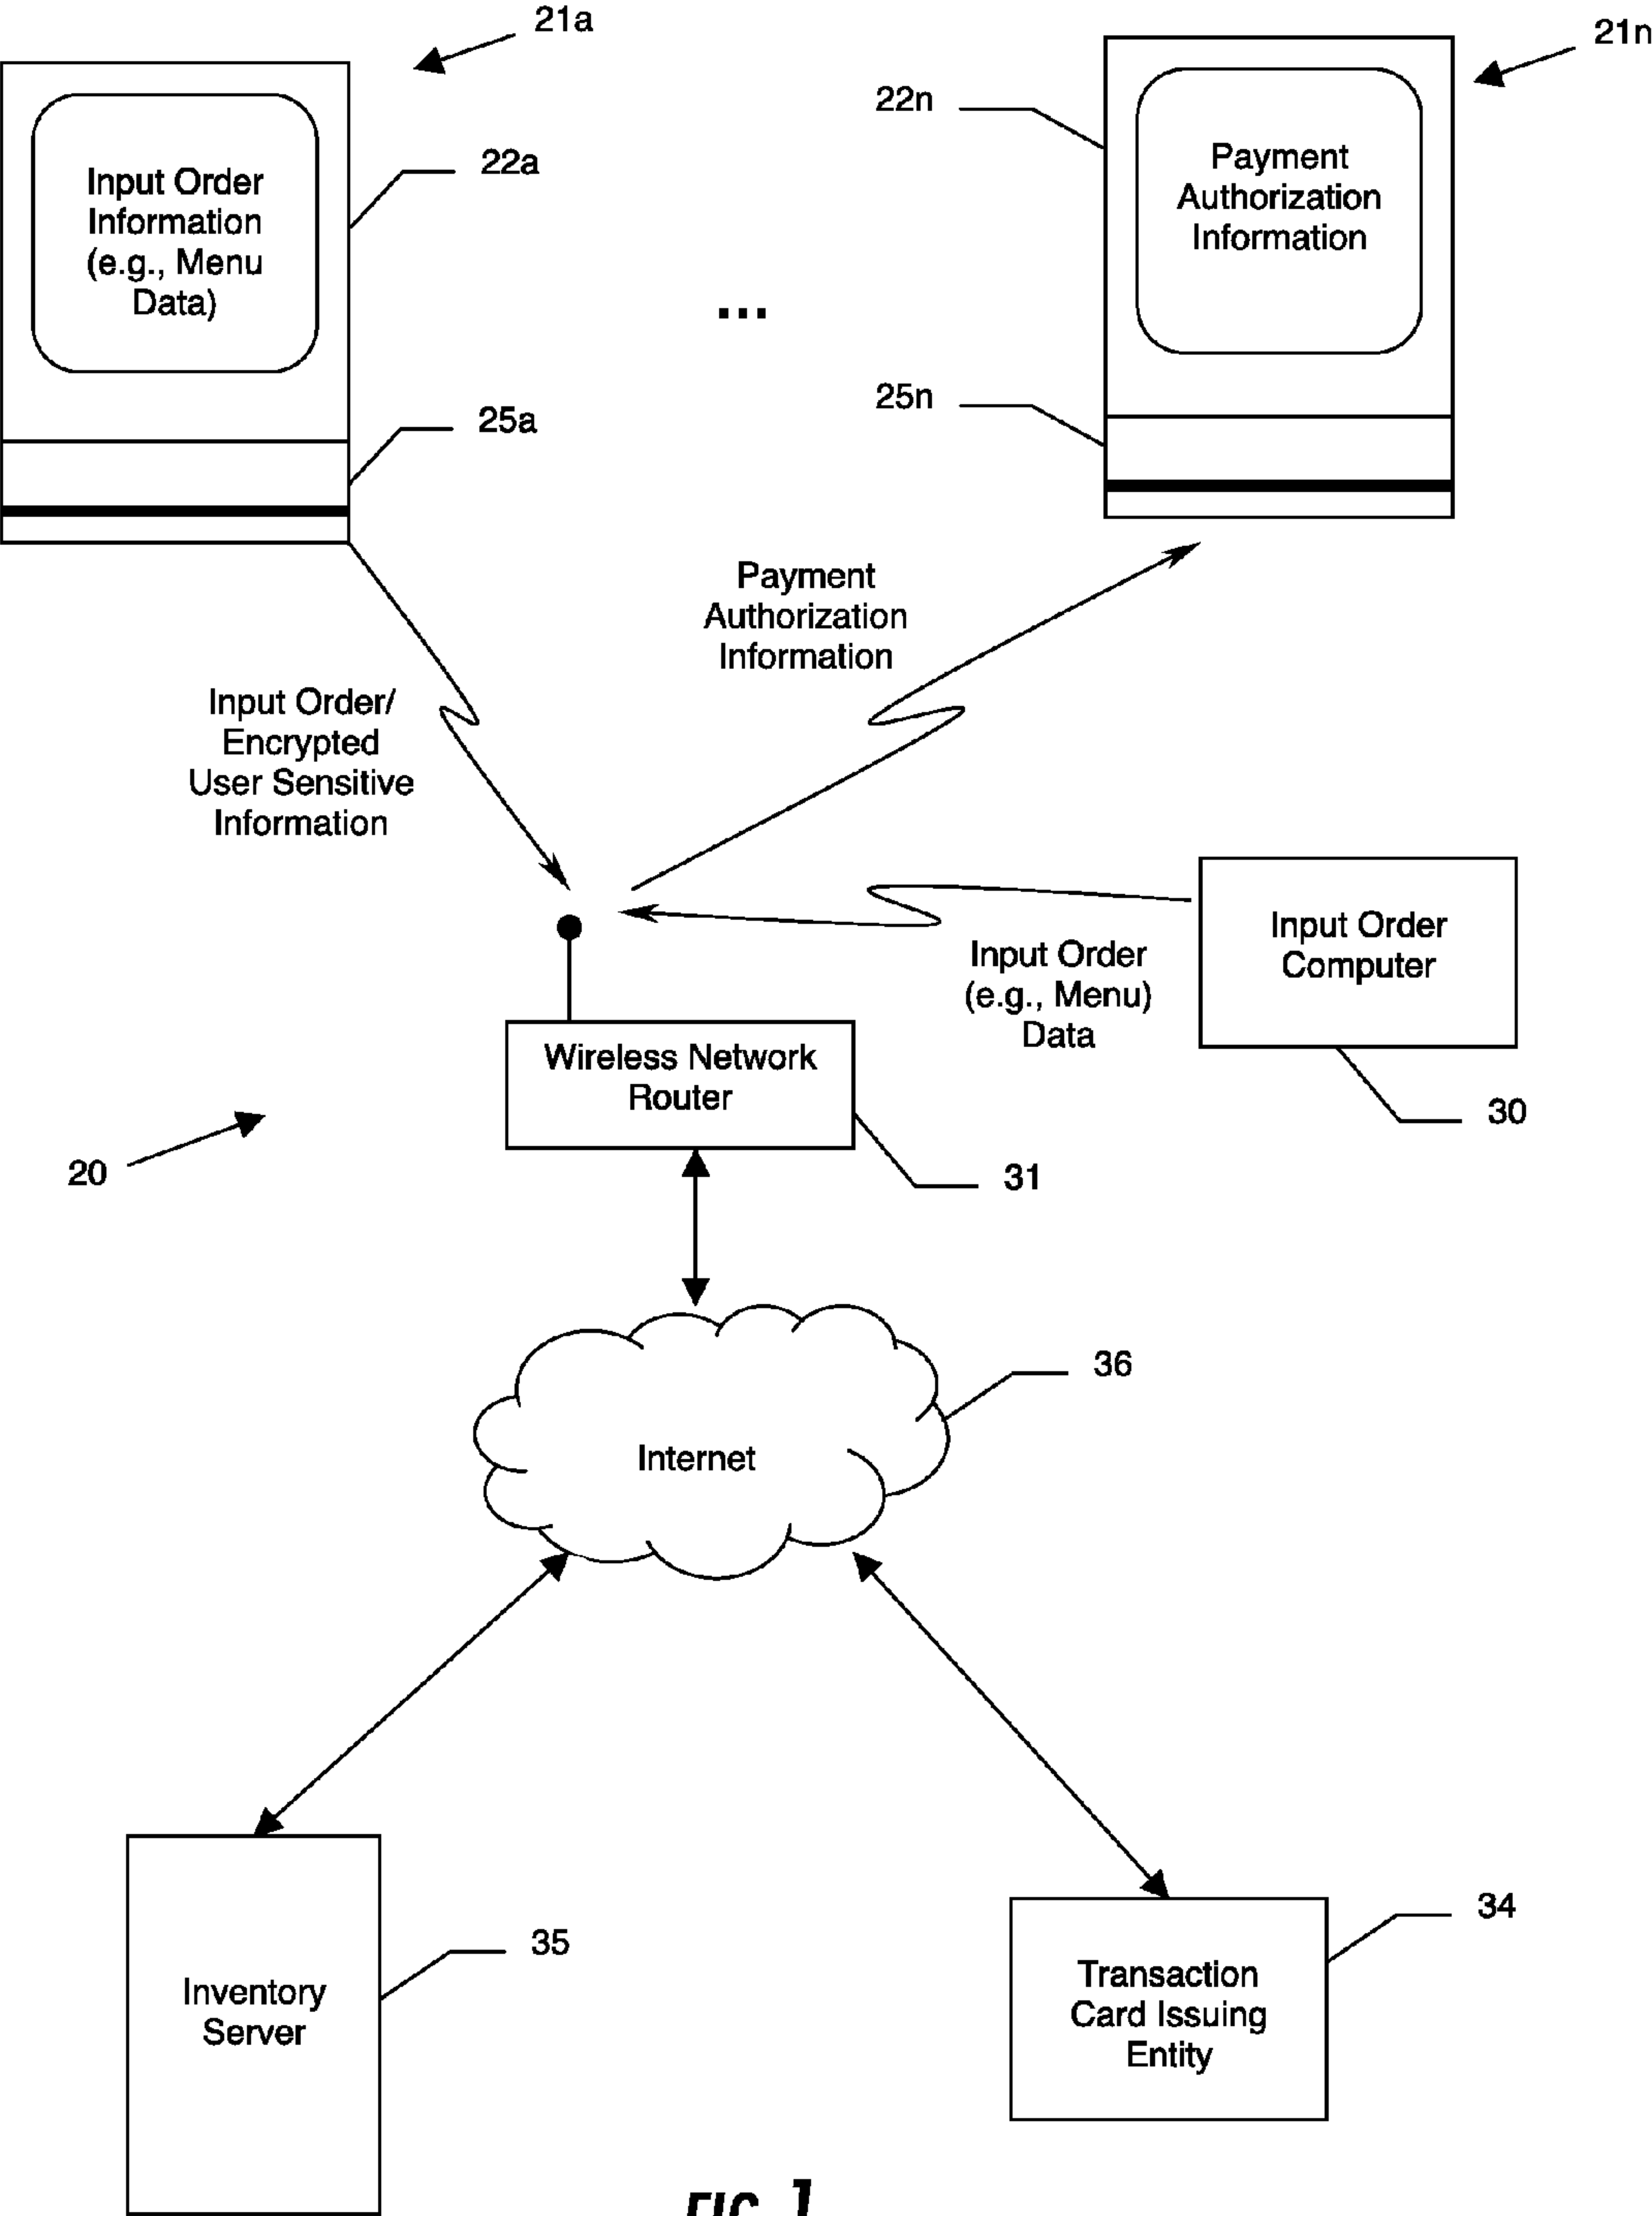 21a
21n
22n
Payment
Authorization
Information
22a
Input Order
Information
(e.g., Menu
Data)
...
25n
25a
Payment
Authorization
Information
Input Order/
Encrypted
User Sensitive
Information
Input Order
Computer
Input Order
(e.g., Menu)
Data
Wireless Network
Router
30
20
31
36
Internet
35
34
Inventory
Server
Transaction
Card Issuing
Entity
FIG. 1